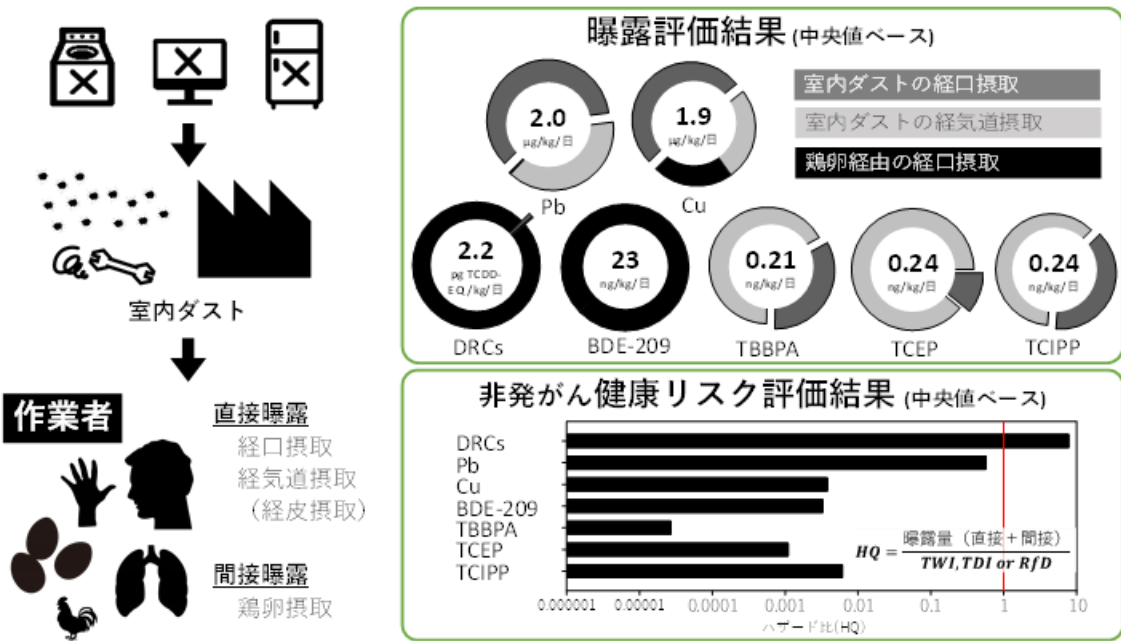 室内ダスト
作業者
直接曝露
経口摂取
経気道摂取
(経皮摂取)
間接曝露
鶏卵摂取
曝露評価結果 (中央値ベース)
室内ダストの経口摂取
室内ダストの経気道摂取
鶏卵経由の経口摂取
2.0
µg/kg/日
Pb
1.9
µg/kg/日
Cu
2.2
pg TCDD-
EQ/kg/日
DRCs
23
ng/kg/日
BDE-209
0.21
ng/kg/日
TBBPA
0.24
ng/kg/日
TCEP
0.24
ng/kg/日
TCIPP
非発がん健康リスク評価結果 (中央値ベース)
DRCs
Pb
Cu
BDE-209
TBBPA
TCEP
TCIPP
HQ = 曝露量（直接＋間接）
TWI, TDI or RfD
0.000001 0.00001 0.0001 0.001 0.01 0.1 1 10
ハザード比(HQ)